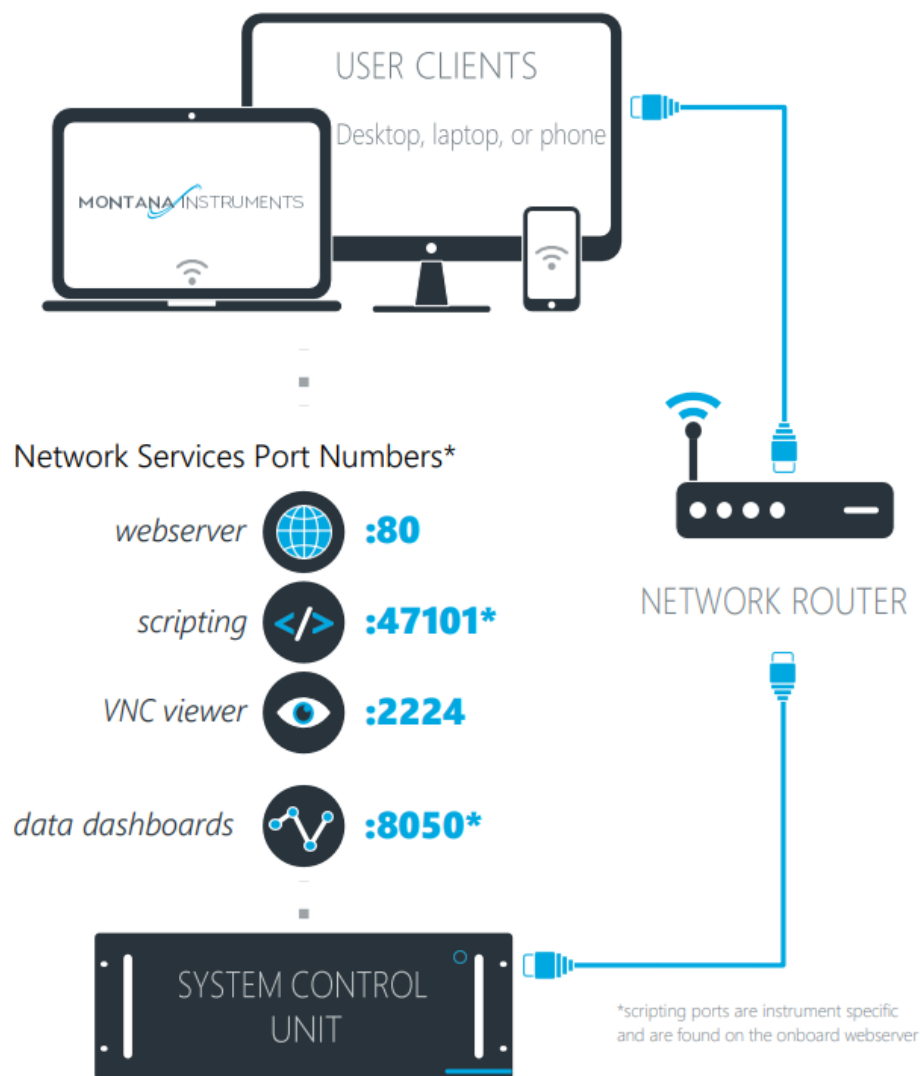 USER CLIENTS
Desktop, laptop, or phone
MONTANA INSTRUMENTS
Network Services Port Numbers*
webserver :80
scripting </> :47101*
VNC viewer :2224
data dashboards :8050*
NETWORK ROUTER
SYSTEM CONTROL
UNIT
*scripting ports are instrument specific
and are found on the onboard webserver